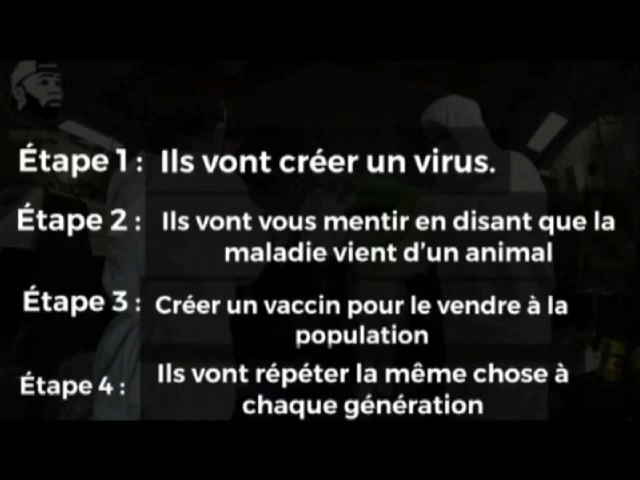 Étape 1 : Ils vont créer un virus.
Étape 2 : Ils vont vous mentir en disant que la
maladie vient d'un animal
Étape 3 : Créer un vaccin pour le vendre à la
population
Étape 4 : Ils vont répéter la même chose à
chaque génération